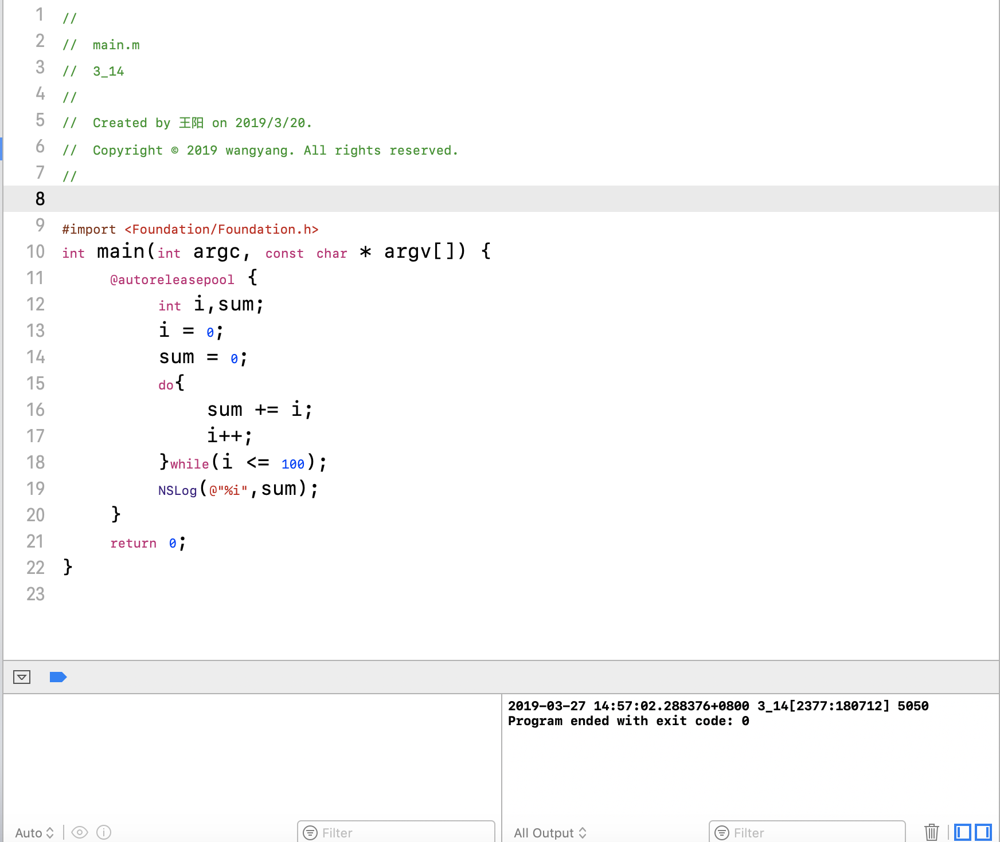 1 //
2 //  main.m
3 //  3_14
4 //
5 //  Created by 王阳 on 2019/3/20.
6 //  Copyright © 2019 wangyang. All rights reserved.
7 //
8
9 #import <Foundation/Foundation.h>
10 int main(int argc, const char * argv[]) {
11     @autoreleasepool {
12         int i,sum;
13         i = 0;
14         sum = 0;
15         do{
16             sum += i;
17             i++;
18         }while(i <= 100);
19         NSLog(@"%i",sum);
20     }
21     return 0;
22 }
23
2019-03-27 14:57:02.288376+0800 3_14[2377:180712] 5050
Program ended with exit code: 0
Auto Filter All Output Filter